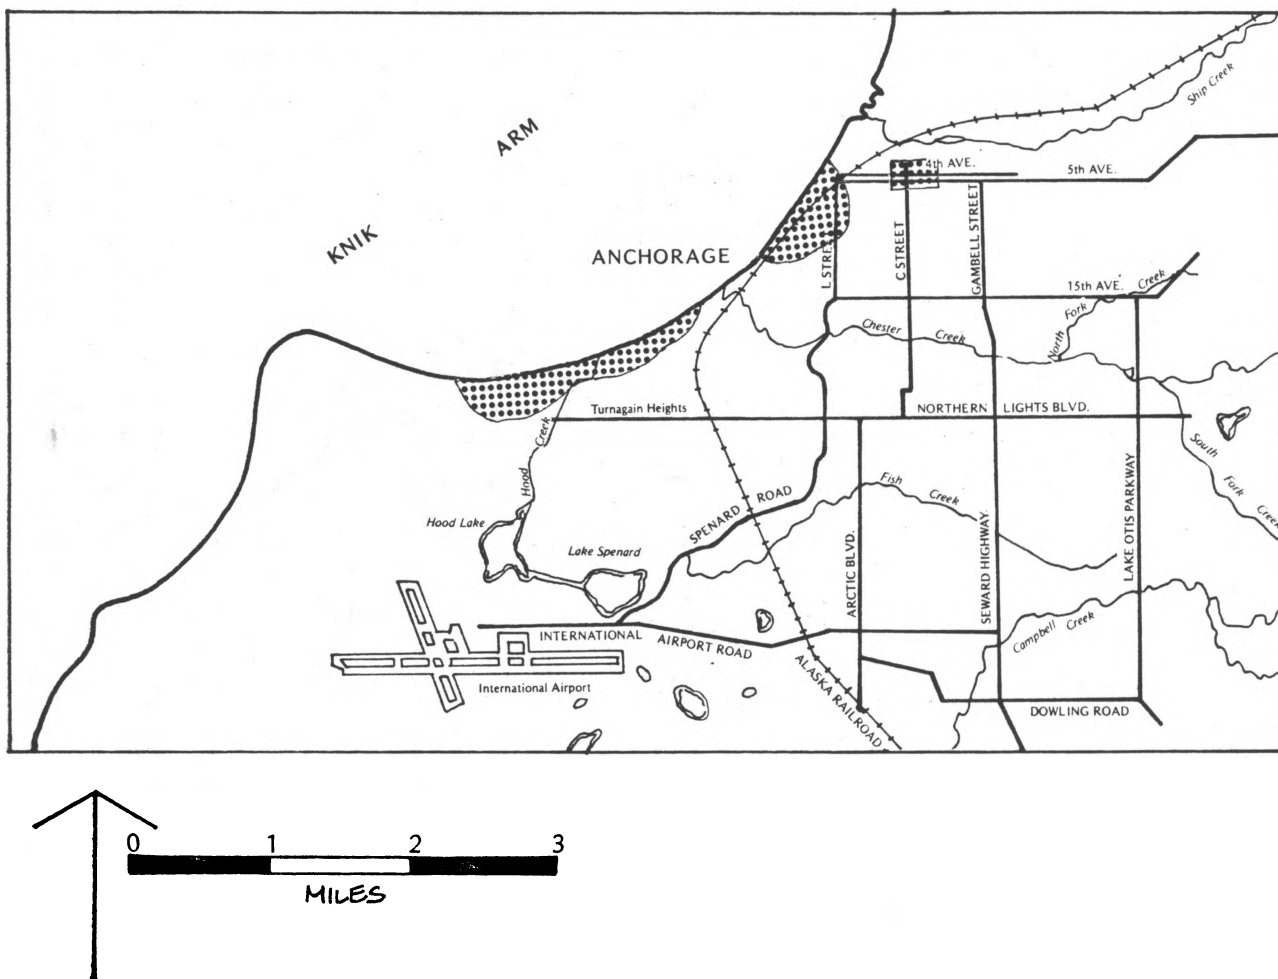 Ship Creek
ARM
4th AVE.
5th AVE.
KNIK
ANCHORAGE
L STREET
C STREET
GAMBELL STREET
15th AVE.
North Fork Creek
Chester Creek
Turnagain Heights
NORTHERN LIGHTS BLVD.
Hood Creek
South Fork Creek
Fish Creek
SPENARD ROAD
Hood Lake
Lake Spenard
ARCTIC BLVD.
SEWARD HIGHWAY
LAKE OTIS PARKWAY
INTERNATIONAL AIRPORT ROAD
Campbell Creek
International Airport
ALASKA RAILROAD
DOWLING ROAD
0 1 2 3
MILES